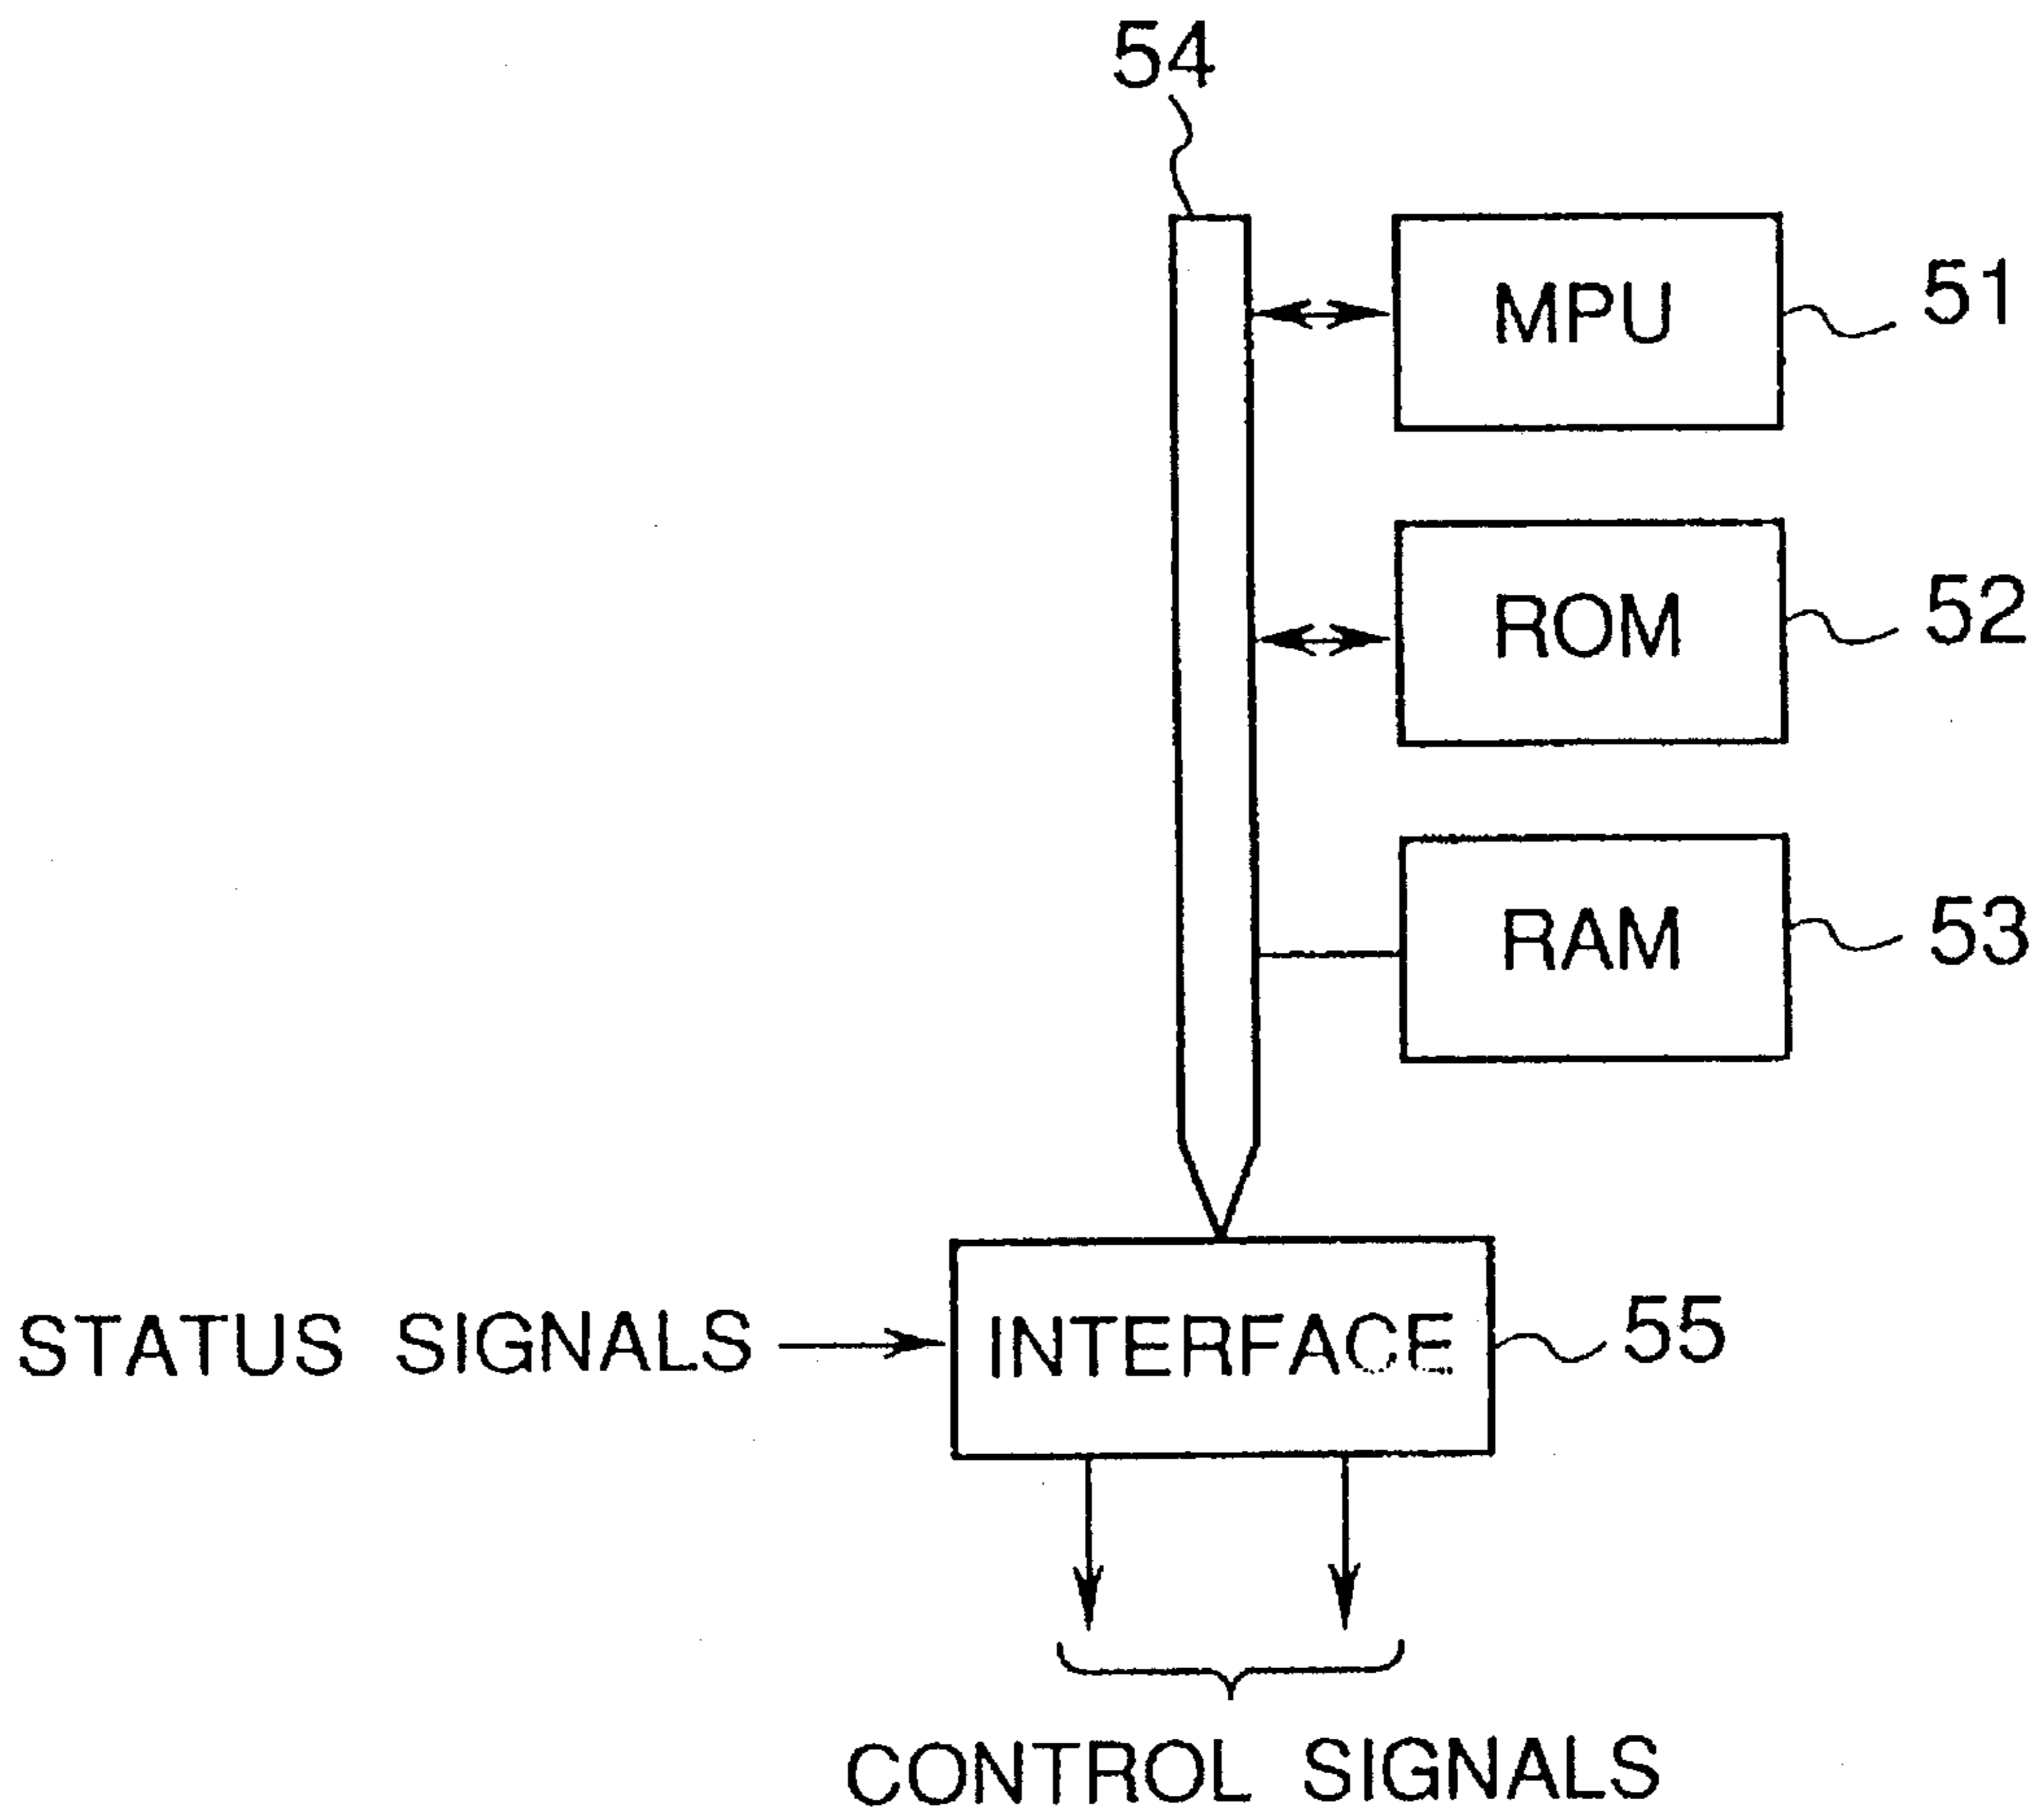 54
MPU
51
ROM
52
RAM
53
STATUS SIGNALS
INTERFACE
55
CONTROL SIGNALS